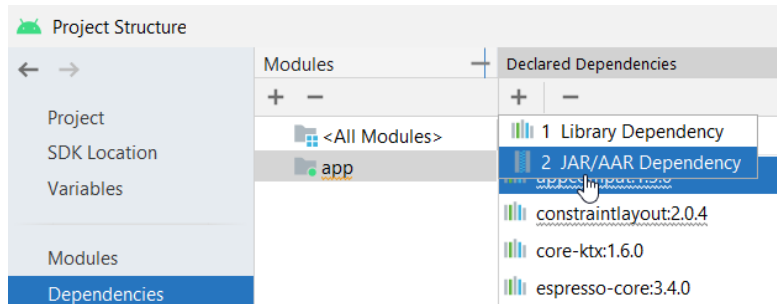 Project Structure
Modules
Declared Dependencies
Project
SDK Location
Variables
Modules
Dependencies
<All Modules>
app
1 Library Dependency
2 JAR/AAR Dependency
constraintlayout:2.0.4
core-ktx:1.6.0
espresso-core:3.4.0